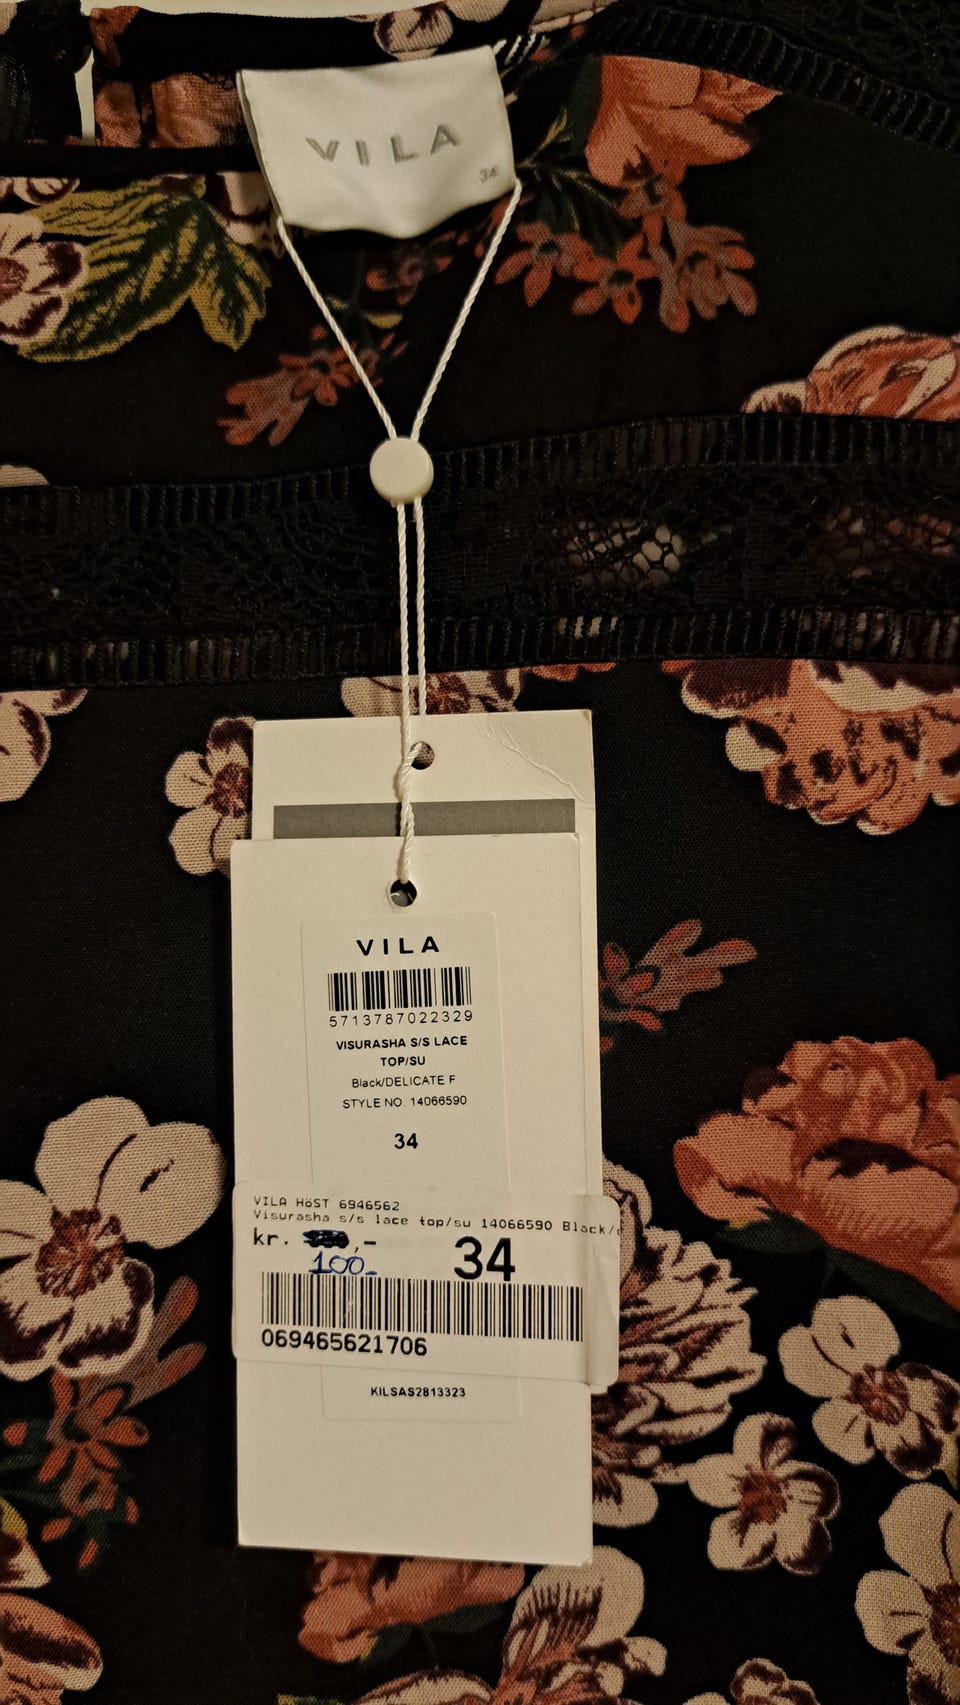 VILA
34
VILA
5713787022329
VISURASHA S/S LACE
TOP/SU
Black/DELICATE F
STYLE NO. 14066590
34
VILA HöST 6946562
Visurasha s/s lace top/su 14066590 Black/
kr. ,-
100,-
34
069465621706
KILSAS2813323